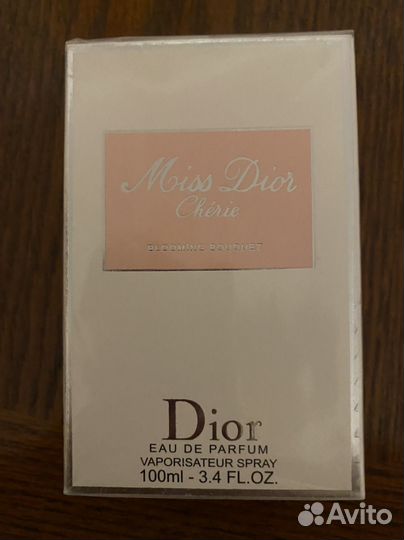 Miss Dior
Chérie
BLOOMING BOUQUET
Dior
EAU DE PARFUM
VAPORISATEUR SPRAY
100ml - 3.4 FL.OZ.
Avito